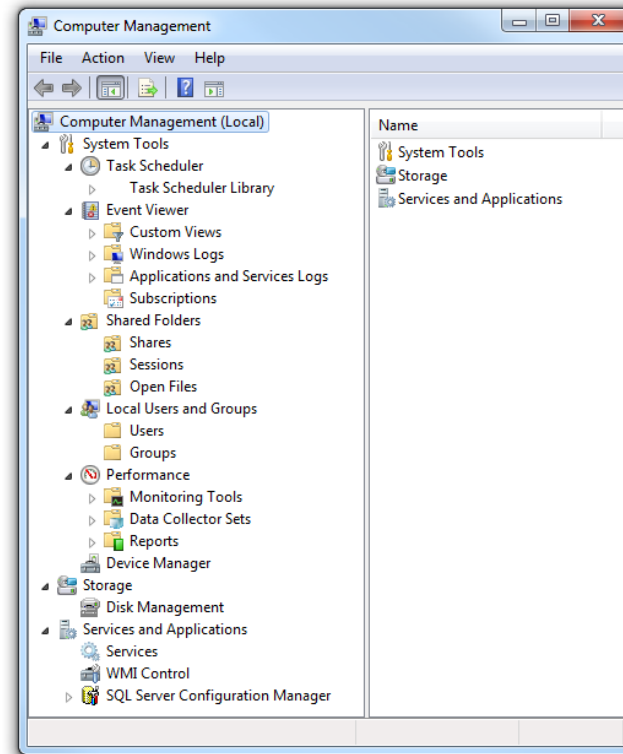 Computer Management
File Action View Help
Computer Management (Local)
System Tools
Task Scheduler
Task Scheduler Library
Event Viewer
Custom Views
Windows Logs
Applications and Services Logs
Subscriptions
Shared Folders
Shares
Sessions
Open Files
Local Users and Groups
Users
Groups
Performance
Monitoring Tools
Data Collector Sets
Reports
Device Manager
Storage
Disk Management
Services and Applications
Services
WMI Control
SQL Server Configuration Manager
Name
System Tools
Storage
Services and Applications